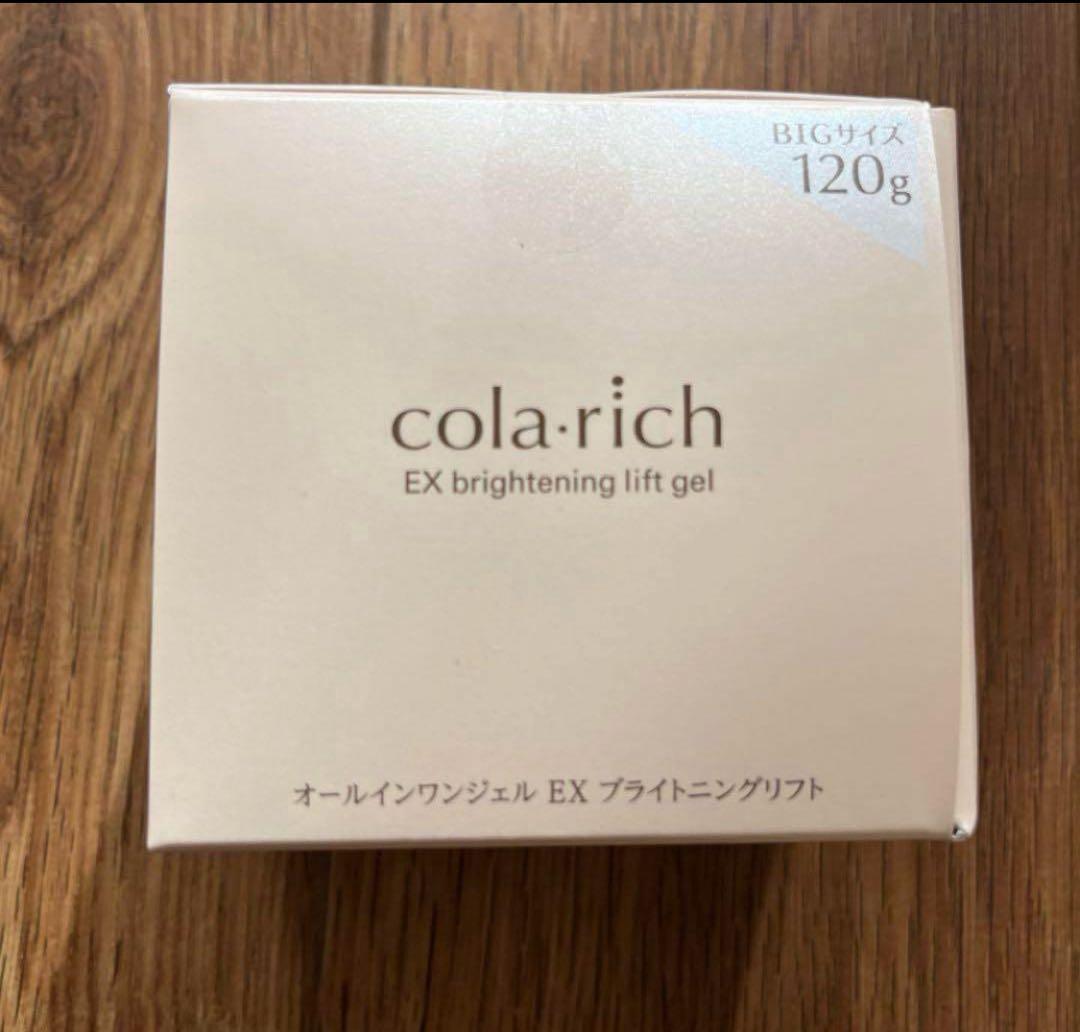 BIGサイズ
120g
cola·rich
EX brightening lift gel
オールインワンジェル EX ブライトニングリフト